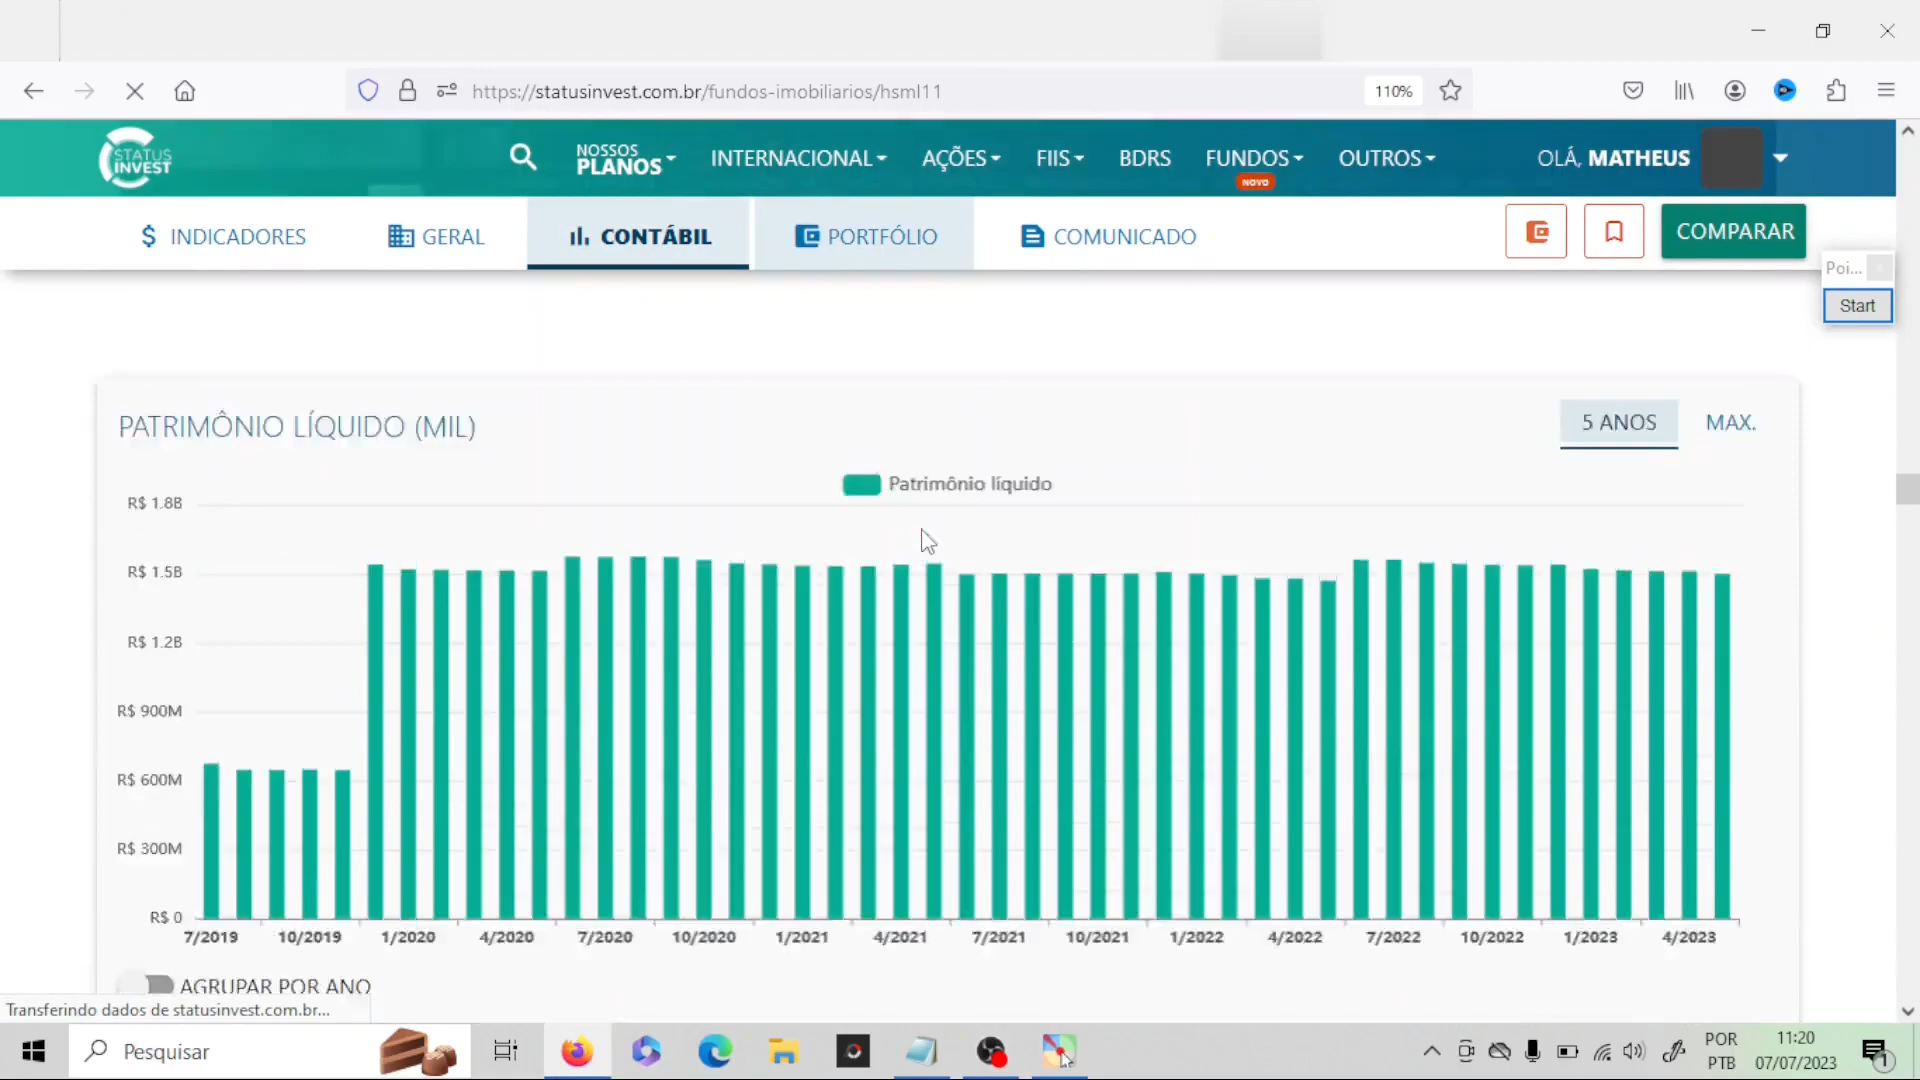 https://statusinvest.com.br/fundos-imobiliarios/hsml11
110%
STATUS
INVEST
NOSSOS
PLANOS
INTERNACIONAL
AÇÕES
FIIS
BDRS
FUNDOS
NOVO
OUTROS
OLÁ, MATHEUS
INDICADORES
GERAL
CONTÁBIL
PORTFÓLIO
COMUNICADO
COMPARAR
Poi...
Start
PATRIMÔNIO LÍQUIDO (MIL)
5 ANOS
MAX.
Patrimônio líquido
R$ 1.8B
R$ 1.5B
R$ 1.2B
R$ 900M
R$ 600M
R$ 300M
R$ 0
7/2019 10/2019 1/2020 4/2020 7/2020 10/2020 1/2021 4/2021 7/2021 10/2021 1/2022 4/2022 7/2022 10/2022 1/2023 4/2023
AGRUPAR POR ANO
Transferindo dados de statusinvest.com.br...
Pesquisar
POR
PTB
11:20
07/07/2023
1